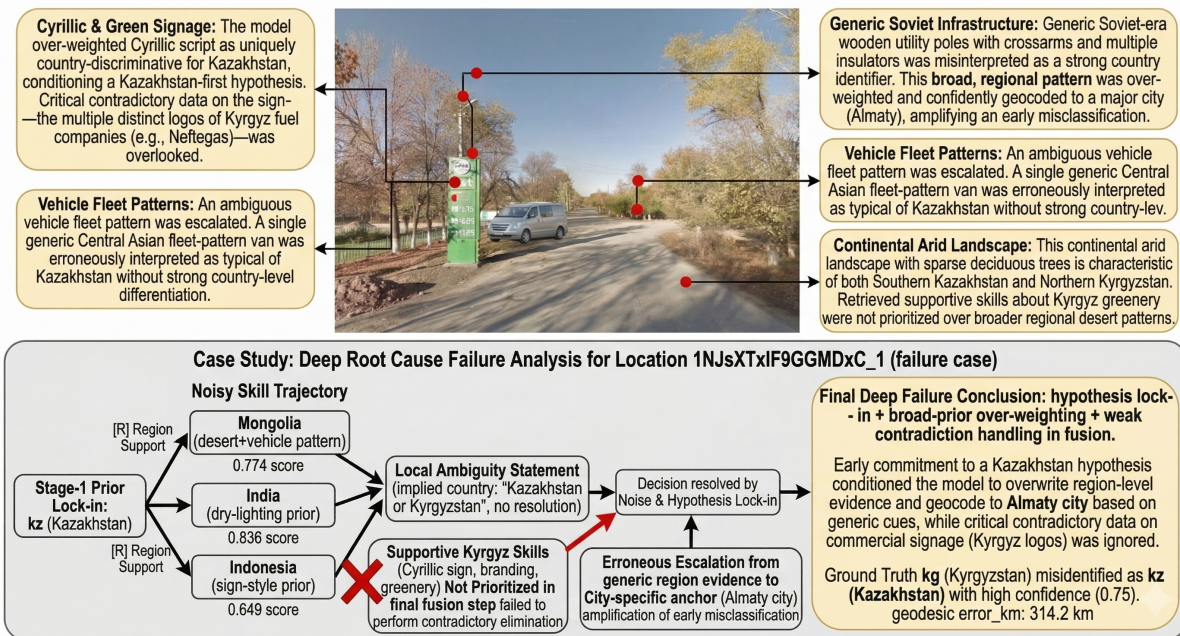 Cyrillic & Green Signage: The model
over-weighted Cyrillic script as uniquely
country-discriminative for Kazakhstan,
conditioning a Kazakhstan-first hypothesis.
Critical contradictory data on the sign-
—the multiple distinct logos of Kyrgyz fuel
companies (e.g., Neftegas)—was
overlooked.
Vehicle Fleet Patterns: An ambiguous
vehicle fleet pattern was escalated. A single
generic Central Asian fleet-pattern van was
erroneously interpreted as typical of
Kazakhstan without strong country-level
differentiation.
Generic Soviet Infrastructure: Generic Soviet-era
wooden utility poles with crossarms and multiple
insulators was misinterpreted as a strong country
identifier. This broad, regional pattern was over-
weighted and confidently geocoded to a major city
(Almaty), amplifying an early misclassification.
Vehicle Fleet Patterns: An ambiguous vehicle
fleet pattern was escalated. A single generic Central
Asian fleet-pattern van was erroneously interpreted
as typical of Kazakhstan without strong country-lev.
Continental Arid Landscape: This continental arid
landscape with sparse deciduous trees is characteristic
of both Southern Kazakhstan and Northern Kyrgyzstan.
Retrieved supportive skills about Kyrgyz greenery
were not prioritized over broader regional desert patterns.
Case Study: Deep Root Cause Failure Analysis for Location 1NJsXTxIF9GGMDxC_1 (failure case)
Noisy Skill Trajectory
[R] Region
Support
Stage-1 Prior
Lock-in:
kz (Kazakhstan)
[R] Region
Support
Mongolia
(desert+vehicle pattern)
0.774 score
India
(dry-lighting prior)
0.836 score
Indonesia
(sign-style prior)
0.649 score
Local Ambiguity Statement
(implied country: “Kazakhstan
or Kyrgyzstan”, no resolution)
Supportive Kyrgyz Skills
(Cyrillic sign, branding,
greenery) Not Prioritized in
final fusion step failed to
perform contradictory elimination
Decision resolved by
Noise & Hypothesis Lock-in
Erroneous Escalation from
generic region evidence to
City-specific anchor (Almaty city)
amplification of early misclassification
Final Deep Failure Conclusion: hypothesis lock-
- in + broad-prior over-weighting + weak
contradiction handling in fusion.
Early commitment to a Kazakhstan hypothesis
conditioned the model to overwrite region-level
evidence and geocode to Almaty city based on
generic cues, while critical contradictory data on
commercial signage (Kyrgyz logos) was ignored.
Ground Truth kg (Kyrgyzstan) misidentified as kz
(Kazakhstan) with high confidence (0.75).
geodesic error_km: 314.2 km